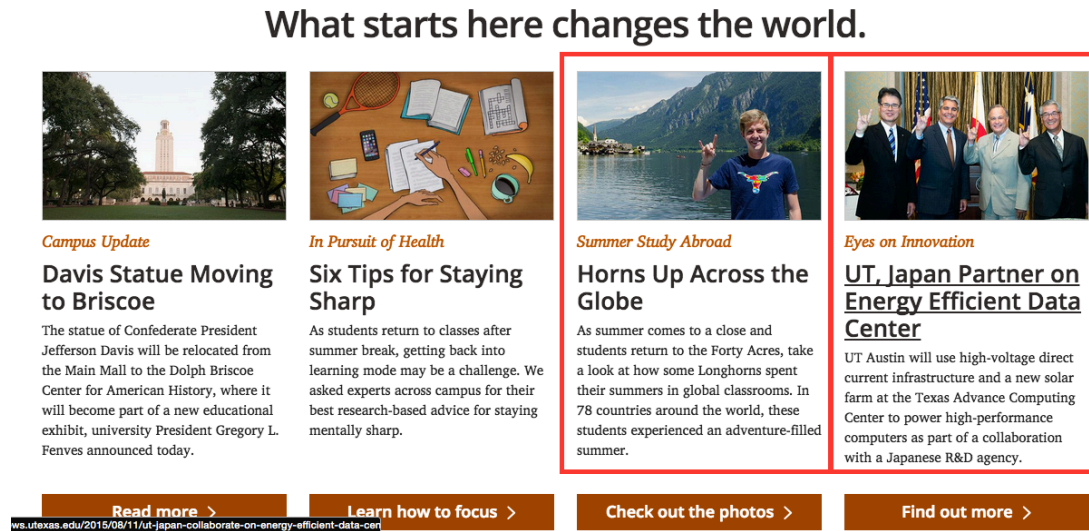 What starts here changes the world.
Campus Update
Davis Statue Moving
to Briscoe
The statue of Confederate President
Jefferson Davis will be relocated from
the Main Mall to the Dolph Briscoe
Center for American History, where it
will become part of a new educational
exhibit, university President Gregory L.
Fenves announced today.
Read more
In Pursuit of Health
Six Tips for Staying
Sharp
As students return to classes after
summer break, getting back into
learning mode may be a challenge. We
asked experts across campus for their
best research-based advice for staying
mentally sharp.
Learn how to focus
Summer Study Abroad
Horns Up Across the
Globe
As summer comes to a close and
students return to the Forty Acres, take
a look at how some Longhorns spent
their summers in global classrooms. In
78 countries around the world, these
students experienced an adventure-filled
summer.
Check out the photos
Eyes on Innovation
UT, Japan Partner on
Energy Efficient Data
Center
UT Austin will use high-voltage direct
current infrastructure and a new solar
farm at the Texas Advance Computing
Center to power high-performance
computers as part of a collaboration
with a Japanese R&D agency.
Find out more
ws.utexas.edu/2015/08/11/ut-japan-collaborate-on-energy-efficient-data-cen